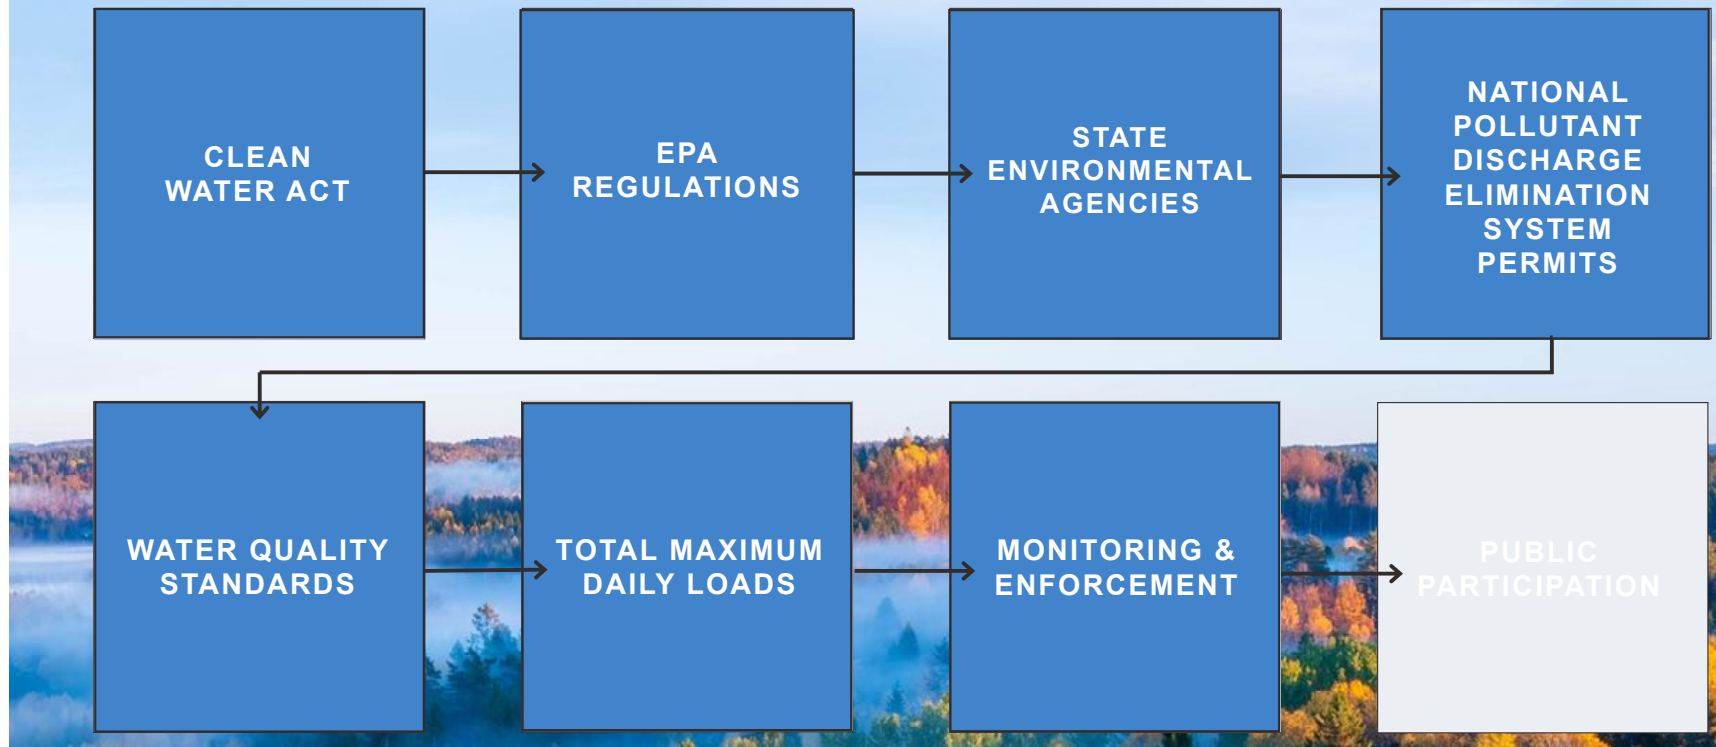 CLEAN
WATER ACT
EPA
REGULATIONS
STATE
ENVIRONMENTAL
AGENCIES
NATIONAL
POLLUTANT
DISCHARGE
ELIMINATION
SYSTEM
PERMITS
WATER QUALITY
STANDARDS
TOTAL MAXIMUM
DAILY LOADS
MONITORING &
ENFORCEMENT
PUBLIC
PARTICIPATION